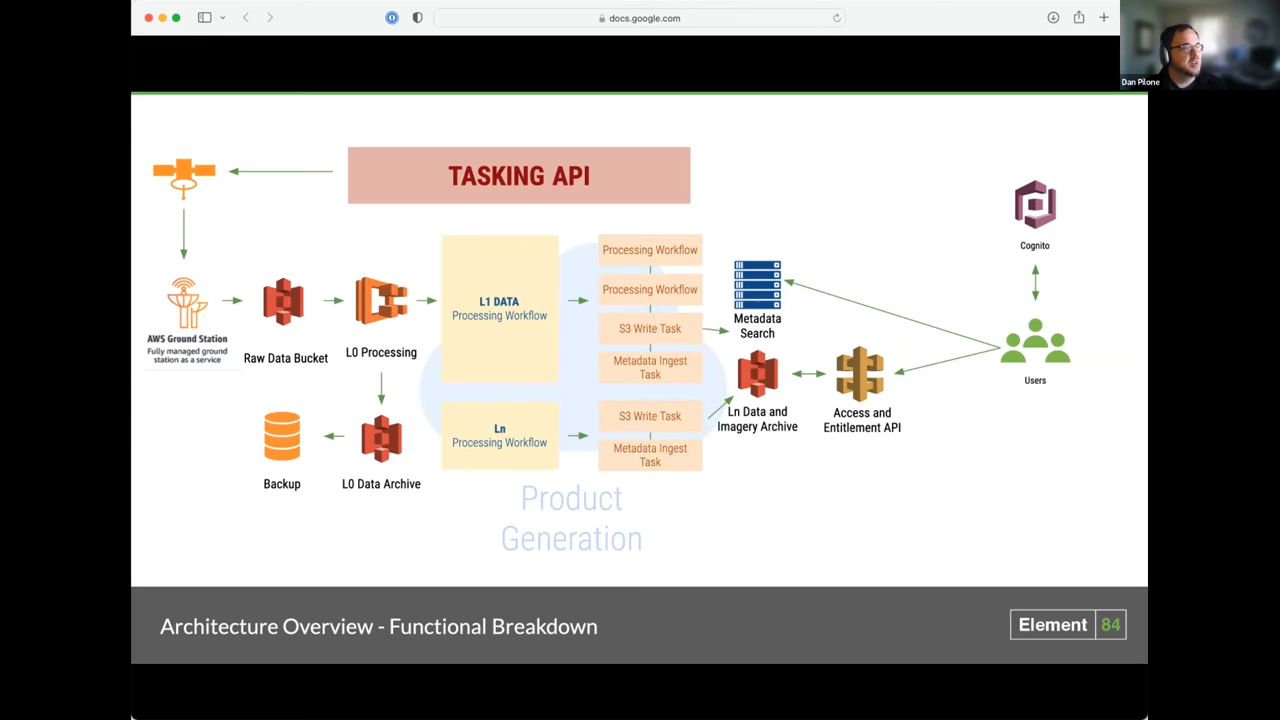 docs.google.com
Dan Pilone
TASKING API
Cognito
Processing Workflow
Processing Workflow
L1 DATA
Processing Workflow
S3 Write Task
Metadata
Search
AWS Ground Station
Fully managed ground
station as a service
Raw Data Bucket
L0 Processing
Metadata Ingest
Task
Users
Ln Data and
Imagery Archive
Access and
Entitlement API
Ln
Processing Workflow
S3 Write Task
Metadata Ingest
Task
Backup
L0 Data Archive
Product
Generation
Architecture Overview - Functional Breakdown
Element 84